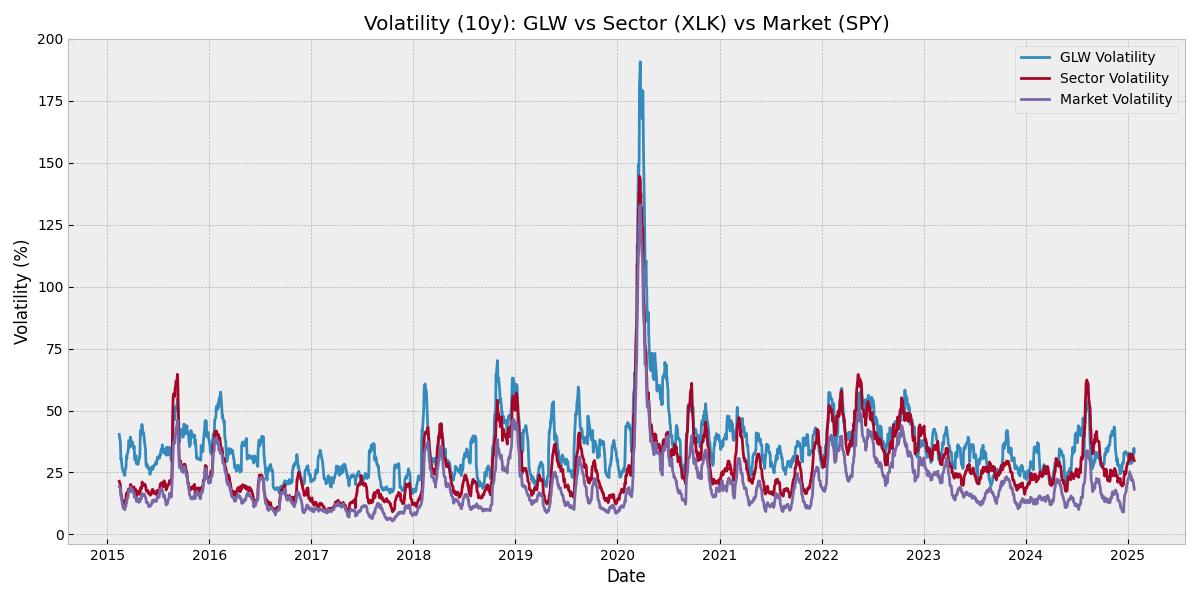 Volatility (10y): GLW vs Sector (XLK) vs Market (SPY)
GLW Volatility
Sector Volatility
Market Volatility
Volatility (%)
200
175
150
125
100
75
50
25
0
2015 2016 2017 2018 2019 2020 2021 2022 2023 2024 2025
Date